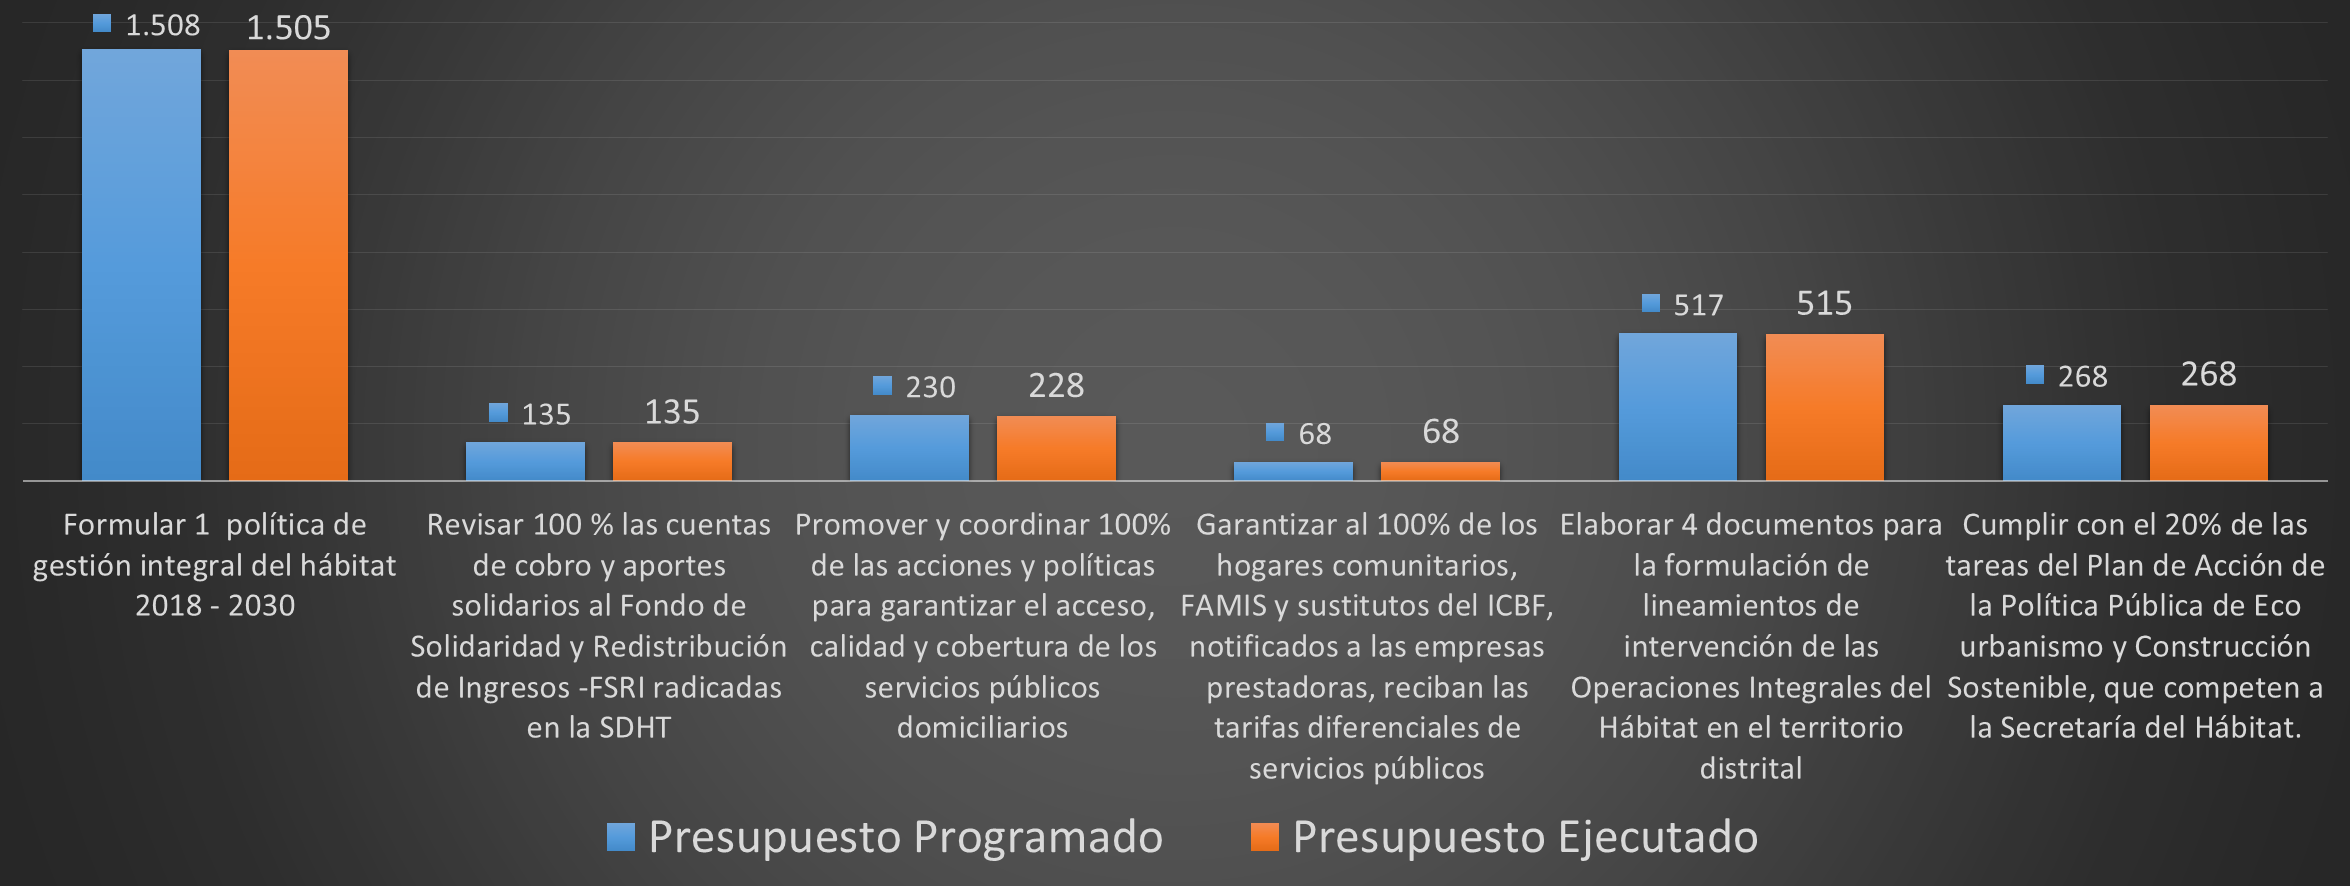 1.508
1.505
135
135
230
228
68
68
517
515
268
268
Formular 1 política de
gestión integral del hábitat
2018 - 2030
Revisar 100 % las cuentas
de cobro y aportes
solidarios al Fondo de
Solidaridad y Redistribución
de Ingresos -FSRI radicadas
en la SDHT
Promover y coordinar 100%
de las acciones y políticas
para garantizar el acceso,
calidad y cobertura de los
servicios públicos
domiciliarios
Garantizar al 100% de los
hogares comunitarios,
FAMIS y sustitutos del ICBF,
notificados a las empresas
prestadoras, reciban las
tarifas diferenciales de
servicios públicos
Elaborar 4 documentos para
la formulación de
lineamientos de
intervención de las
Operaciones Integrales del
Hábitat en el territorio
distrital
Cumplir con el 20% de las
tareas del Plan de Acción de
la Política Pública de Eco
urbanismo y Construcción
Sostenible, que competen a
la Secretaría del Hábitat.
Presupuesto Programado
Presupuesto Ejecutado